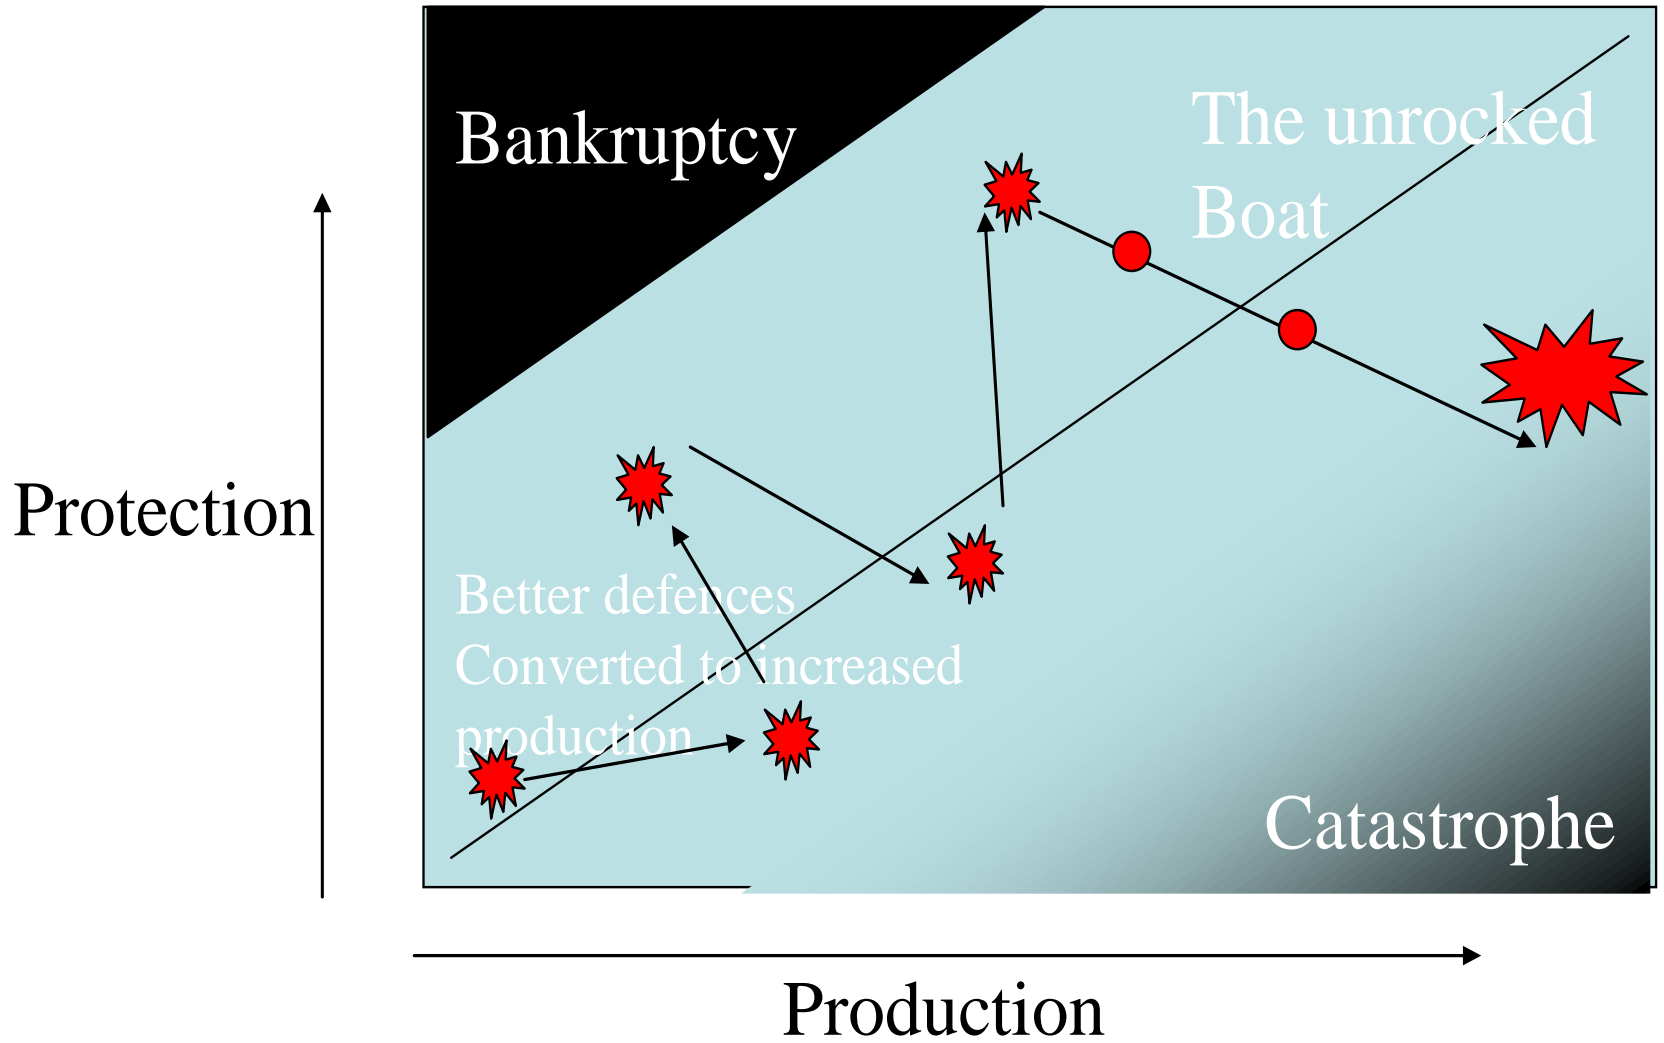 Bankruptcy
The unrocked
Boat
Protection
Better defences
Converted to increased
production
Catastrophe
Production